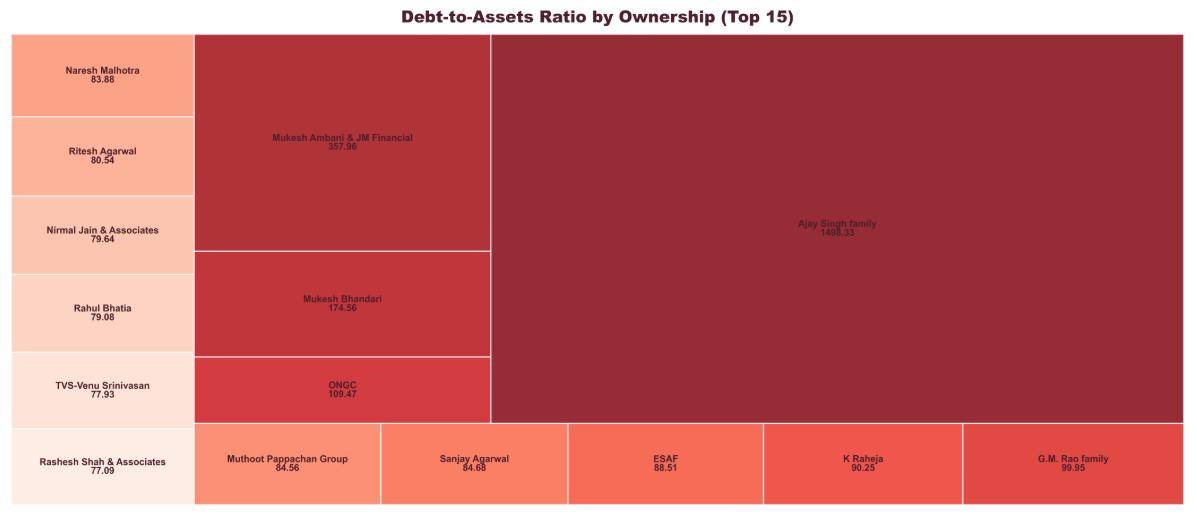 Debt-to-Assets Ratio by Ownership (Top 15)
Naresh Malhotra
83.88
Ritesh Agarwal
80.54
Nirmal Jain & Associates
79.64
Rahul Bhatia
79.08
TVS-Venu Srinivasan
77.93
Rashesh Shah & Associates
77.09
Mukesh Ambani & JM Financial
357.96
Mukesh Bhandari
174.56
ONGC
109.47
Ajay Singh family
1498.33
Muthoot Pappachan Group
84.56
Sanjay Agarwal
84.68
ESAF
88.51
K Raheja
90.25
G.M. Rao family
99.95